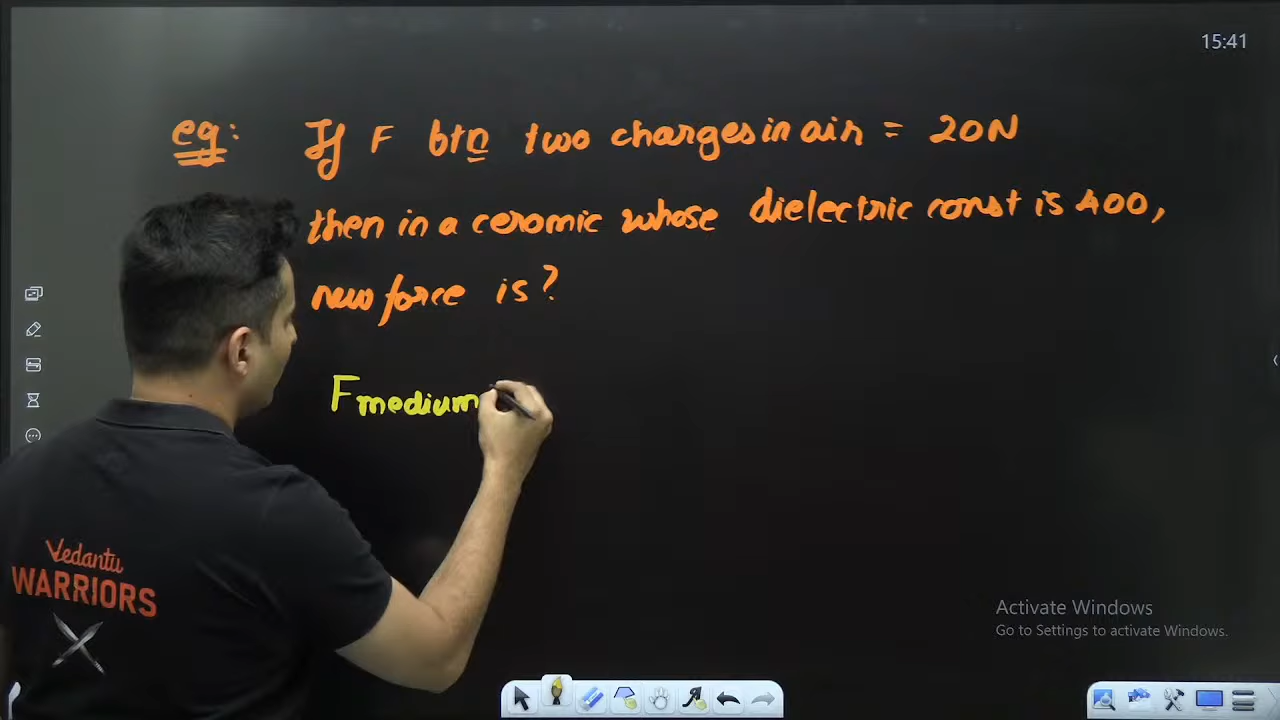 15:41
eg: If F btn two charges in air = 20N
then in a ceramic whose dielectric const is 400,
new force is?
Fmedium
Vedantu
WARRIORS
Activate Windows
Go to Settings to activate Windows.